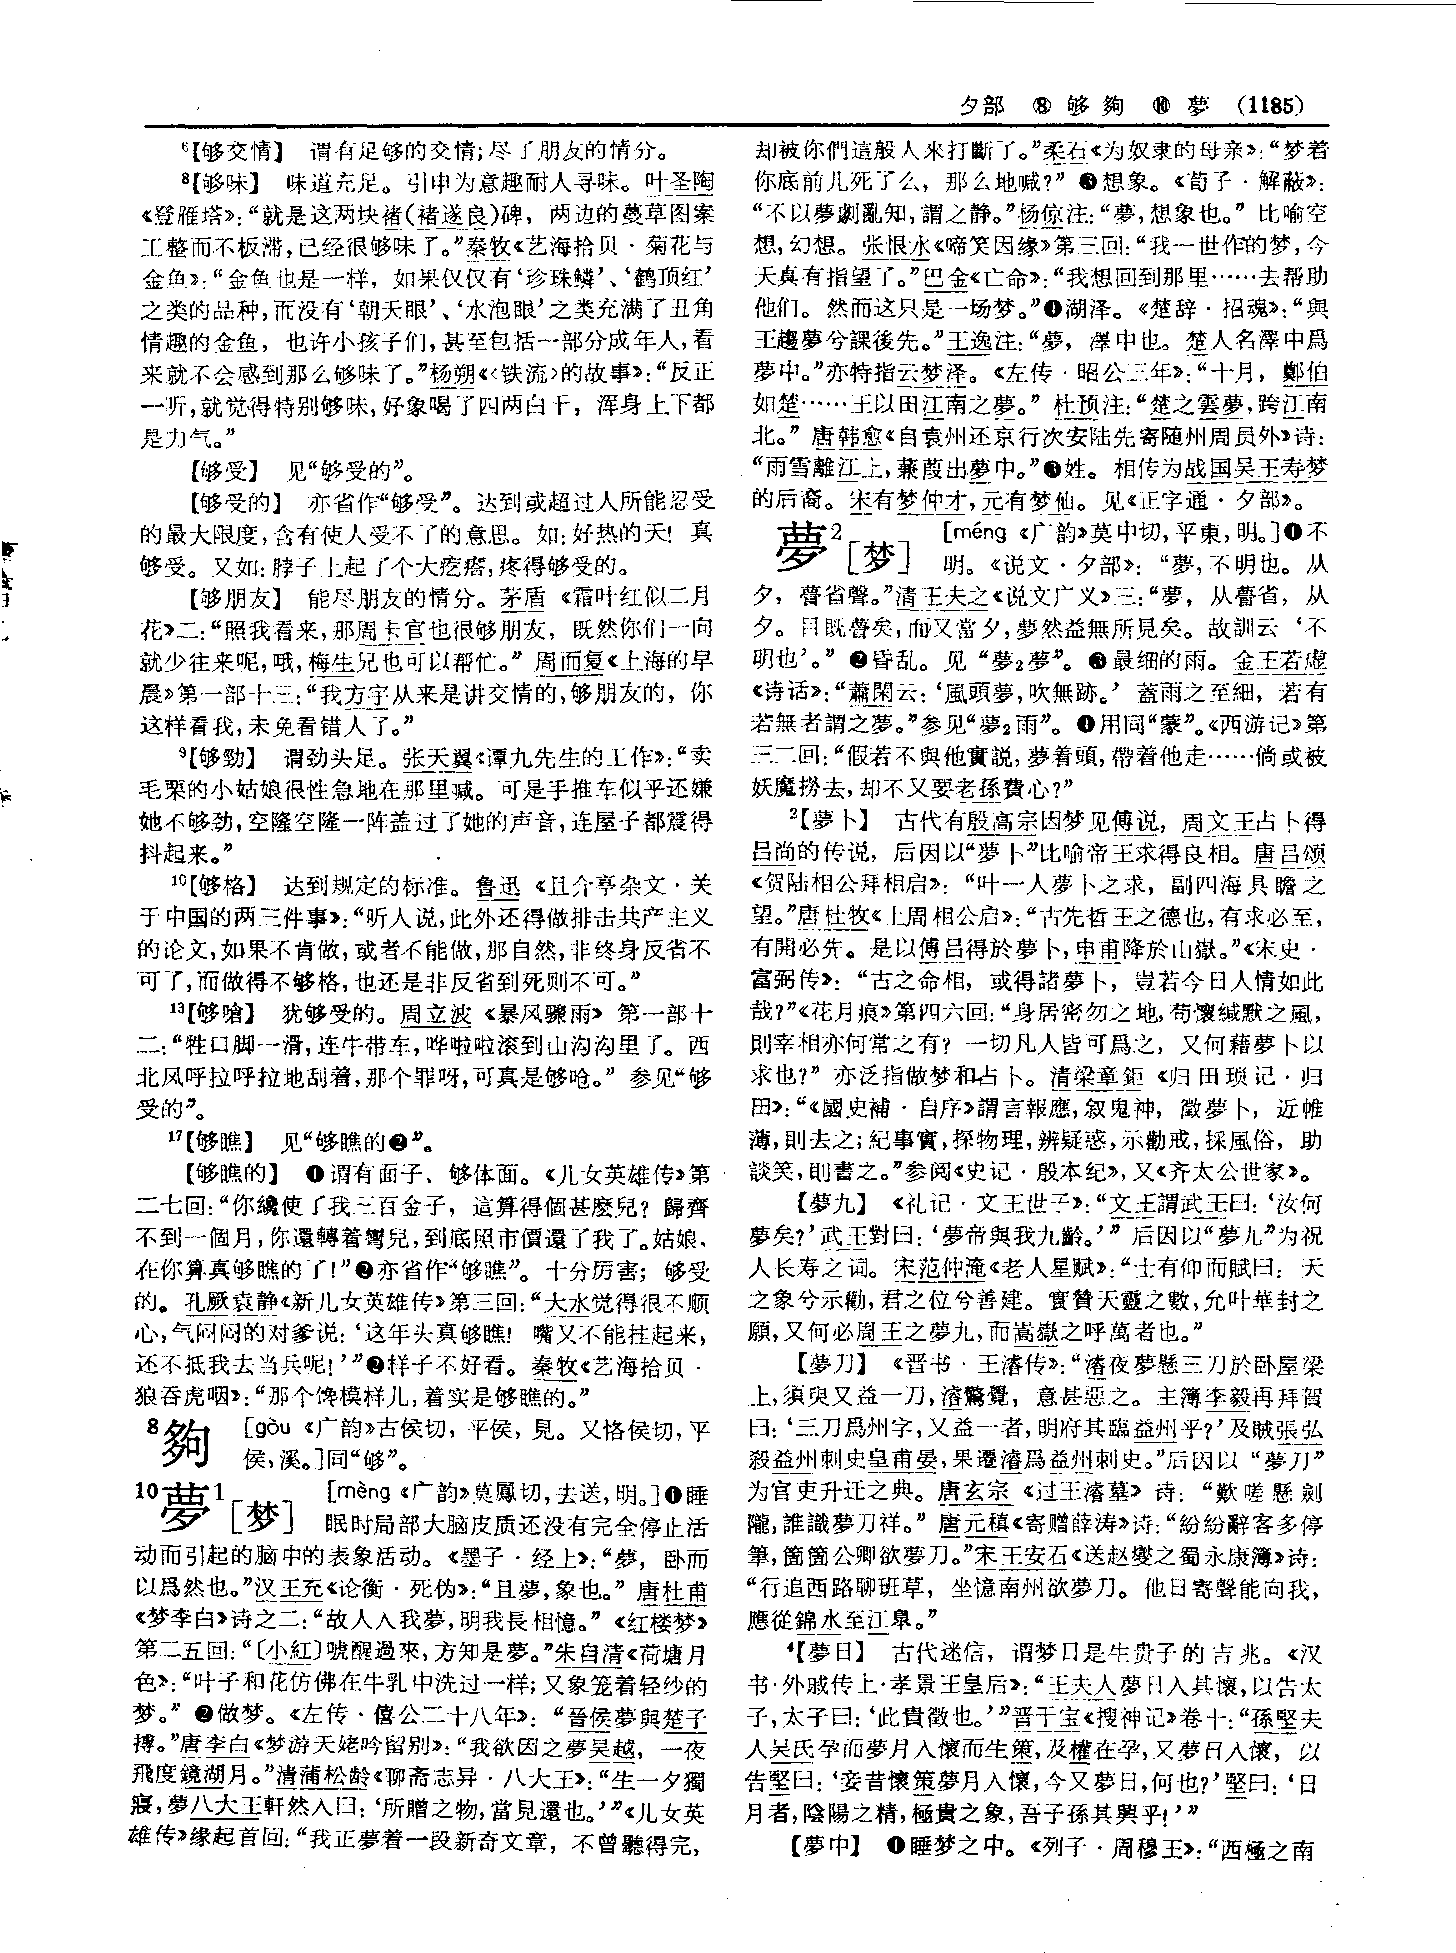 夕部 ⑧够夠 ⑩夢 (1185)
⁶【够交情】 谓有足够的交情;尽了朋友的情分。
⁸【够味】 味道充足。引申为意趣耐人寻味。叶圣陶
《登雁塔》:“就是这两块褚(褚遂良)碑,两边的蔓草图案
工整而不板滞,已经很够味了。”秦牧《艺海拾贝·菊花与
金鱼》:“金鱼也是一样,如果仅仅有‘珍珠鳞’、‘鹤顶红’
之类的品种,而没有‘朝天眼’、‘水泡眼’之类充满了丑角
情趣的金鱼,也许小孩子们,甚至包括一部分成年人,看
来就不会感到那么够味了。”杨朔《〈铁流〉的故事》:“反正
一听,就觉得特别够味,好象喝了四两白干,浑身上下都
是力气。”
【够受】 见“够受的”。
【够受的】 亦省作“够受”。达到或超过人所能忍受
的最大限度,含有使人受不了的意思。如:好热的天!真
够受。又如:脖子上起了个大疙瘩,疼得够受的。
【够朋友】 能尽朋友的情分。茅盾《霜叶红似二月
花》二:“照我看来,那周卡官也很够朋友,既然你们一向
就少往来呢,哦,梅生兄也可以帮忙。”周而复《上海的早
晨》第一部十三:“我方宇从来是讲交情的,够朋友的,你
这样看我,未免看错人了。”
⁹【够勁】 谓劲头足。张天翼《谭九先生的工作》:“卖
毛栗的小姑娘很性急地在那里喊。可是手推车似乎还嫌
她不够劲,空隆空隆一阵盖过了她的声音,连屋子都震得
抖起来。”
¹⁰【够格】 达到规定的标准。鲁迅《且介亭杂文·关
于中国的两三件事》:“听人说,此外还得做排击共产主义
的论文,如果不肯做,或者不能做,那自然,非终身反省不
可了,而做得不够格,也还是非反省到死则不可。”
¹³【够嗆】 犹够受的。周立波《暴风骤雨》第一部十
二:“牲口脚一滑,连牛带车,哗啦啦滚到山沟沟里了。西
北风呼拉呼拉地刮着,那个罪呀,可真是够呛。”参见“够
受的”。
¹⁷【够瞧】 见“够瞧的❷”。
【够瞧的】 ❶谓有面子、够体面。《儿女英雄传》第
二七回:“你纔使了我三百金子,這算得個甚麽兒?歸齊
不到一個月,你還轉着彎兒,到底照市價還了我了。姑娘,
在你算真够瞧的了!”❷亦省作“够瞧”。十分厉害;够受
的。孔厥袁静《新儿女英雄传》第三回:“大水觉得很不顺
心,气闷闷的对爹说:‘这年头真够瞧!嘴又不能拄起来,
还不抵我去当兵呢!’”❸样子不好看。秦牧《艺海拾贝·
狼吞虎咽》:“那个馋模样儿,着实是够瞧的。”
8夠 [gòu《广韵》古侯切,平侯,見。又恪侯切,平
侯,溪。]同“够”。
10夢¹[梦] [mèng《广韵》莫鳳切,去送,明。]❶睡
眠时局部大脑皮质还没有完全停止活
动而引起的脑中的表象活动。《墨子·经上》:“夢,卧而
以爲然也。”汉王充《论衡·死伪》:“且夢,象也。”唐杜甫
《梦李白》诗之二:“故人入我夢,明我長相憶。”《红楼梦》
第二五回:“〔小紅〕唬醒過來,方知是夢。”朱自清《荷塘月
色》:“叶子和花仿佛在牛乳中洗过一样;又象笼着轻纱的
梦。”❷做梦。《左传·僖公二十八年》:“晉侯夢與楚子
搏。”唐李白《梦游天姥吟留别》:“我欲因之夢吴越,一夜
飛度鏡湖月。”清蒲松龄《聊斋志异·八大王》:“生一夕獨
寢,夢八大王軒然入曰:‘所贈之物,當見還也。’”《儿女英
雄传》缘起首回:“我正夢着一段新奇文章,不曾聽得完,
却被你們這般人來打斷了。”柔石《为奴隶的母亲》:“梦着
你底前儿死了么,那么地喊?”❸想象。《荀子·解蔽》:
“不以夢劇亂知,謂之静。”杨倞注:“夢,想象也。”比喻空
想,幻想。张恨水《啼笑因缘》第三回:“我一世作的梦,今
天真有指望了。”巴金《亡命》:“我想回到那里……去帮助
他们。然而这只是一场梦。”❹湖泽。《楚辞·招魂》:“與
王趨夢兮課後先。”王逸注:“夢,澤中也。楚人名澤中爲
夢中。”亦特指云梦泽。《左传·昭公三年》:“十月,鄭伯
如楚……王以田江南之夢。”杜预注:“楚之雲夢,跨江南
北。”唐韩愈《自袁州还京行次安陆先寄随州周员外》诗:
“雨雪離江上,蒹葭出夢中。”❺姓。相传为战国吴王寿梦
的后裔。宋有梦仲才,元有梦仙。见《正字通·夕部》。
夢²[梦] [méng《广韵》莫中切,平東,明。]❶不
明。《说文·夕部》:“夢,不明也。从
夕,瞢省聲。”清王夫之《说文广义》三:“夢,从瞢省,从
夕。目既瞢矣,而又當夕,夢然益無所見矣。故訓云‘不
明也’。”❷昏乱。见“夢₂夢”。❸最细的雨。金王若虚
《诗话》:“蕭閑云:‘風頭夢,吹無跡。’蓋雨之至細,若有
若無者謂之夢。”参见“夢₂雨”。❹用同“蒙”。《西游记》第
三二回:“假若不與他實説,夢着頭,帶着他走……倘或被
妖魔撈去,却不又要老孫費心?”
²【夢卜】 古代有殷高宗因梦见傅说,周文王占卜得
吕尚的传说,后因以“夢卜”比喻帝王求得良相。唐吕颂
《贺陆相公拜相启》:“叶一人夢卜之求,副四海具瞻之
望。”唐杜牧《上周相公启》:“古先哲王之德也,有求必至,
有開必先。是以傅吕得於夢卜,申甫降於山嶽。”《宋史·
富弼传》:“古之命相,或得諸夢卜,豈若今日人情如此
哉?”《花月痕》第四六回:“身居密勿之地,苟懷缄默之風,
則宰相亦何常之有?一切凡人皆可爲之,又何藉夢卜以
求也?”亦泛指做梦和占卜。清梁章鉅《归田琐记·归
田》:“《國史補·自序》謂言報應,叙鬼神,徵夢卜,近帷
薄,則去之;紀事實,探物理,辨疑惑,示勸戒,採風俗,助
談笑,則書之。”参阅《史记·殷本纪》,又《齐太公世家》。
【夢九】 《礼记·文王世子》:“文王謂武王曰:‘汝何
夢矣?’武王對曰:‘夢帝與我九齡。’”后因以“夢九”为祝
人长寿之词。宋范仲淹《老人星赋》:“士有仰而賦曰:天
之象兮示勸,君之位兮善建。實贊天靈之數,允叶華封之
願,又何必周王之夢九,而嵩嶽之呼萬者也。”
【夢刀】 《晋书·王濬传》:“濬夜夢懸三刀於卧屋梁
上,須臾又益一刀,濬驚覺,意甚惡之。主簿李毅再拜賀
曰:‘三刀爲州字,又益一者,明府其臨益州乎?’及賊張弘
殺益州刺史皇甫晏,果遷濬爲益州刺史。”后因以“夢刀”
为官吏升迁之典。唐玄宗《过王濬墓》诗:“歎嗟懸劍
隴,誰識夢刀祥。”唐元稹《寄赠薛涛》诗:“紛紛辭客多停
筆,箇箇公卿欲夢刀。”宋王安石《送赵燮之蜀永康簿》诗:
“行追西路聊班草,坐憶南州欲夢刀。他日寄聲能向我,
應從錦水至江皐。”
⁴【夢日】 古代迷信,谓梦日是生贵子的吉兆。《汉
书·外戚传上·孝景王皇后》:“王夫人夢日入其懷,以告太
子,太子曰:‘此貴徵也。’”晋干宝《搜神记》卷十:“孫堅夫
人吴氏孕而夢月入懷而生策,及權在孕,又夢日入懷,以
告堅曰:‘妾昔懷策夢月入懷,今又夢日,何也?’堅曰:‘日
月者,陰陽之精,極貴之象,吾子孫其興乎!’”
【夢中】 ❶睡梦之中。《列子·周穆王》:“西極之南